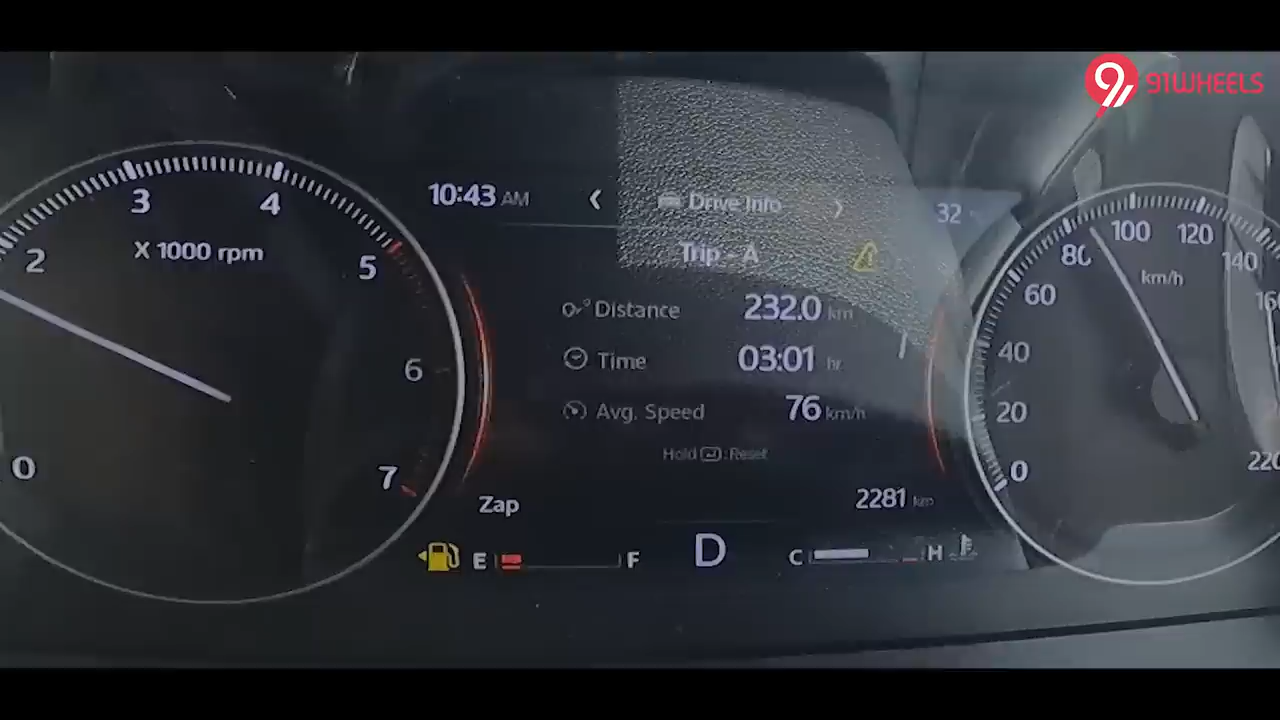 91WHEELS
10:43 AM
Drive Info
32
Trip - A
Distance 232.0 km
Time 03:01 hr
Avg. Speed 76 km/h
Hold : Reset
Zap
2281 km
E F
D
C H
0 2 3 4 5 6 7
X 1000 rpm
0 20 40 60 80 100 120 140 220
km/h